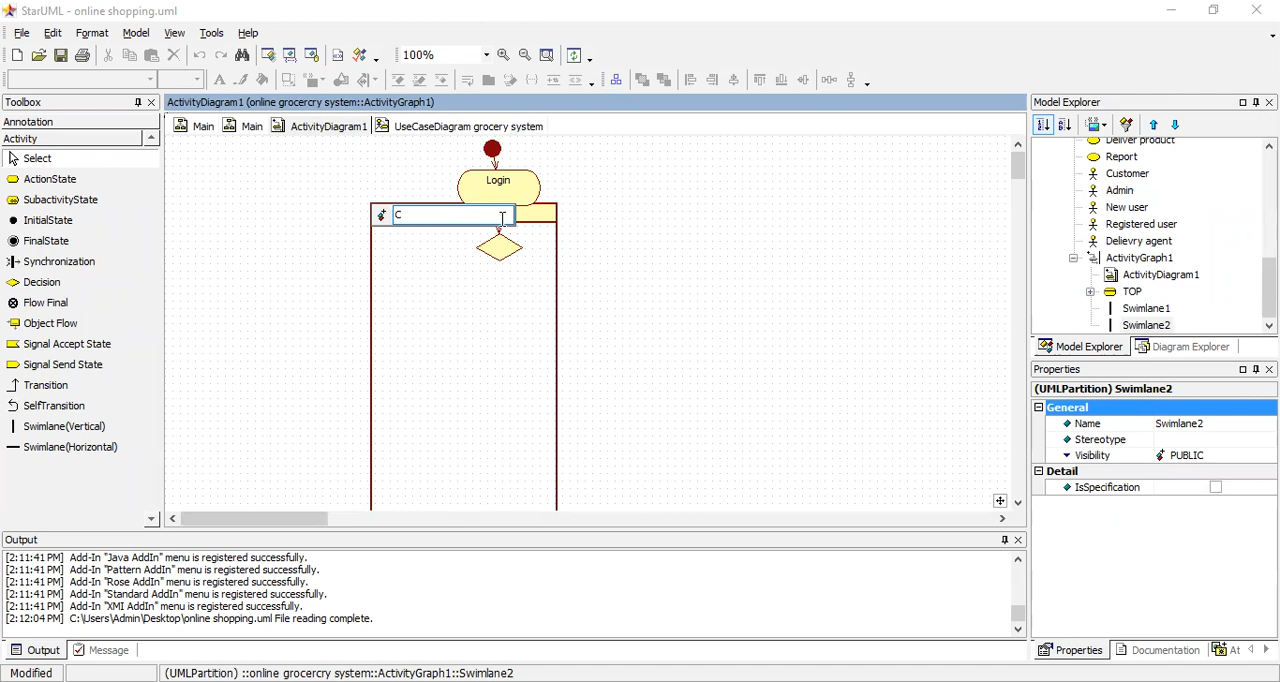 StarUML - online shopping.uml
File Edit Format Model View Tools Help
100%
Toolbox
Annotation
Activity
Select
ActionState
SubactivityState
InitialState
FinalState
Synchronization
Decision
Flow Final
Object Flow
Signal Accept State
Signal Send State
Transition
SelfTransition
Swimlane(Vertical)
Swimlane(Horizontal)
ActivityDiagram1 (online grocercry system::ActivityGraph1)
Main Main ActivityDiagram1 UseCaseDiagram grocery system
Login
C
Model Explorer
Deliver product
Report
Customer
Admin
New user
Registered user
Delievry agent
ActivityGraph1
ActivityDiagram1
TOP
Swimlane1
Swimlane2
Model Explorer Diagram Explorer
Properties
(UMLPartition) Swimlane2
General
Name Swimlane2
Stereotype
Visibility PUBLIC
Detail
IsSpecification
Properties Documentation At
Output
[2:11:41 PM] Add-In "Java AddIn" menu is registered successfully.
[2:11:41 PM] Add-In "Pattern AddIn" menu is registered successfully.
[2:11:41 PM] Add-In "Rose AddIn" menu is registered successfully.
[2:11:41 PM] Add-In "Standard AddIn" menu is registered successfully.
[2:11:41 PM] Add-In "XMI AddIn" menu is registered successfully.
[2:12:04 PM] C:\Users\Admin\Desktop\online shopping.uml File reading complete.
Output Message
Modified (UMLPartition) ::online grocercry system::ActivityGraph1::Swimlane2